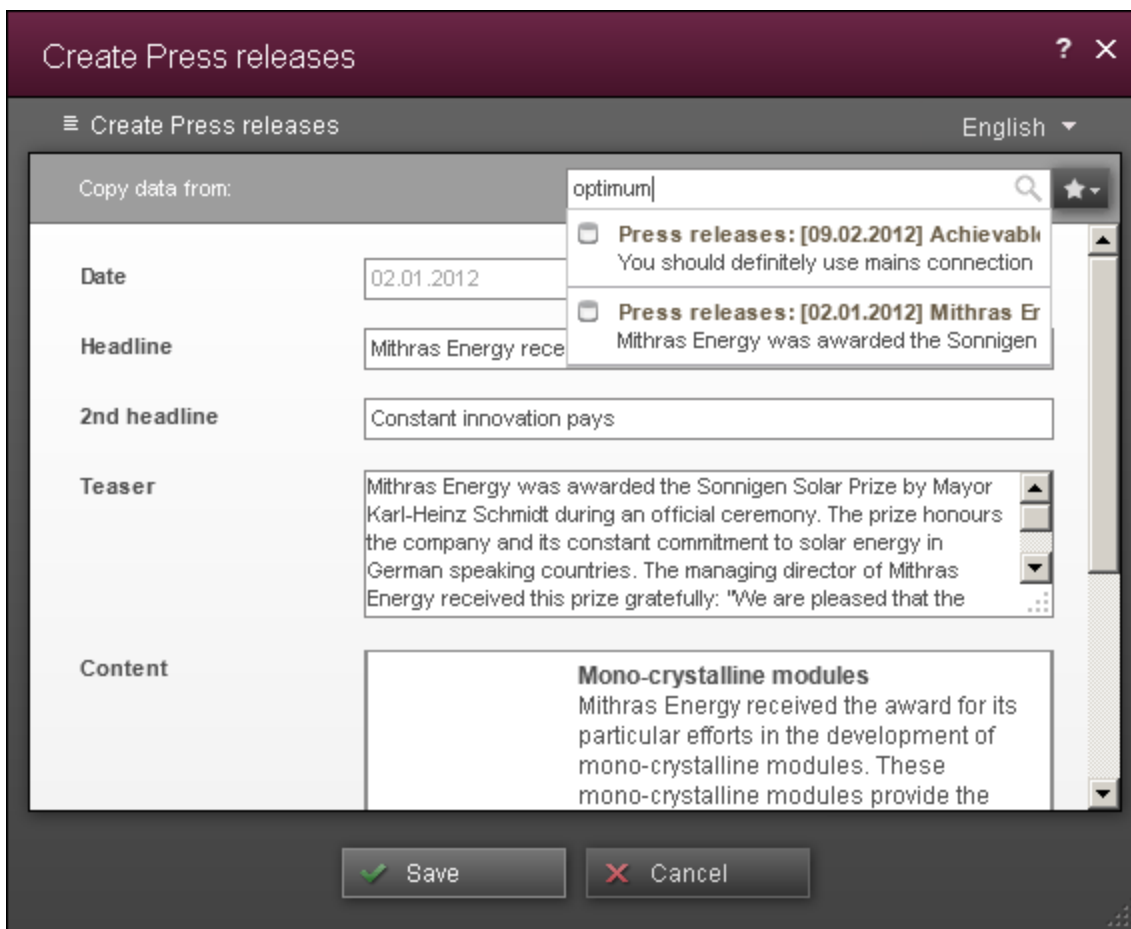 Create Press releases
?
Create Press releases
English
Copy data from:
optimum
Press releases: [09.02.2012] Achievable
You should definitely use mains connection
Press releases: [02.01.2012] Mithras
Mithras Energy was awarded the Sonnigen
Date
02.01.2012
Headline
Mithras Energy
2nd headline
Constant innovation pays
Teaser
Mithras Energy was awarded the Sonnigen Solar Prize by Mayor
Karl-Heinz Schmidt during an official ceremony. The prize honours
the company and its constant commitment to solar energy in
German speaking countries. The managing director of Mithras
Energy received this prize gratefully: "We are pleased that the
Content
Mono-crystalline modules
Mithras Energy received the award for its
particular efforts in the development of
mono-crystalline modules. These
mono-crystalline modules provide the
Save
Cancel